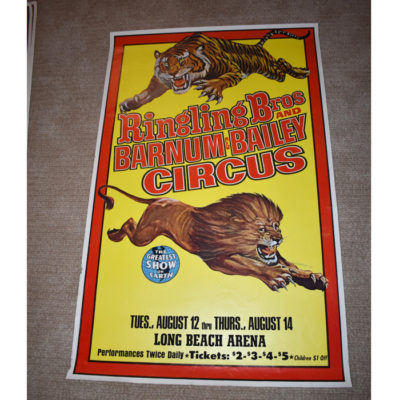 Ringling Bros
AND
BARNUM & BAILEY
CIRCUS
THE
GREATEST
SHOW
ON
EARTH
TUES., AUGUST 12 thru THURS., AUGUST 14
LONG BEACH ARENA
Performances Twice Daily ★ Tickets: $2-$3-$4-$5 ★ Children $1 Off